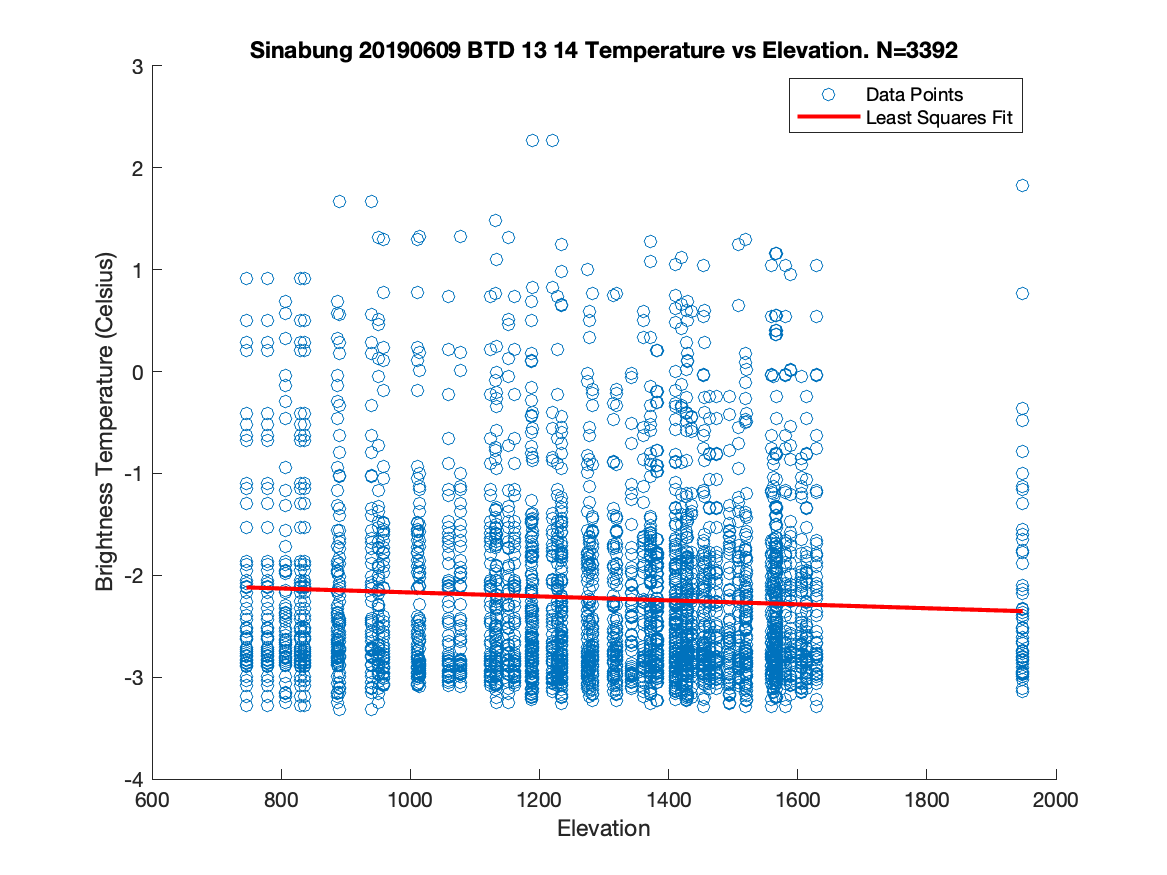 Sinabung 20190609 BTD 13 14 Temperature vs Elevation. N=3392
Data Points
Least Squares Fit
Brightness Temperature (Celsius)
3
2
1
0
-1
-2
-3
-4
600 800 1000 1200 1400 1600 1800 2000
Elevation